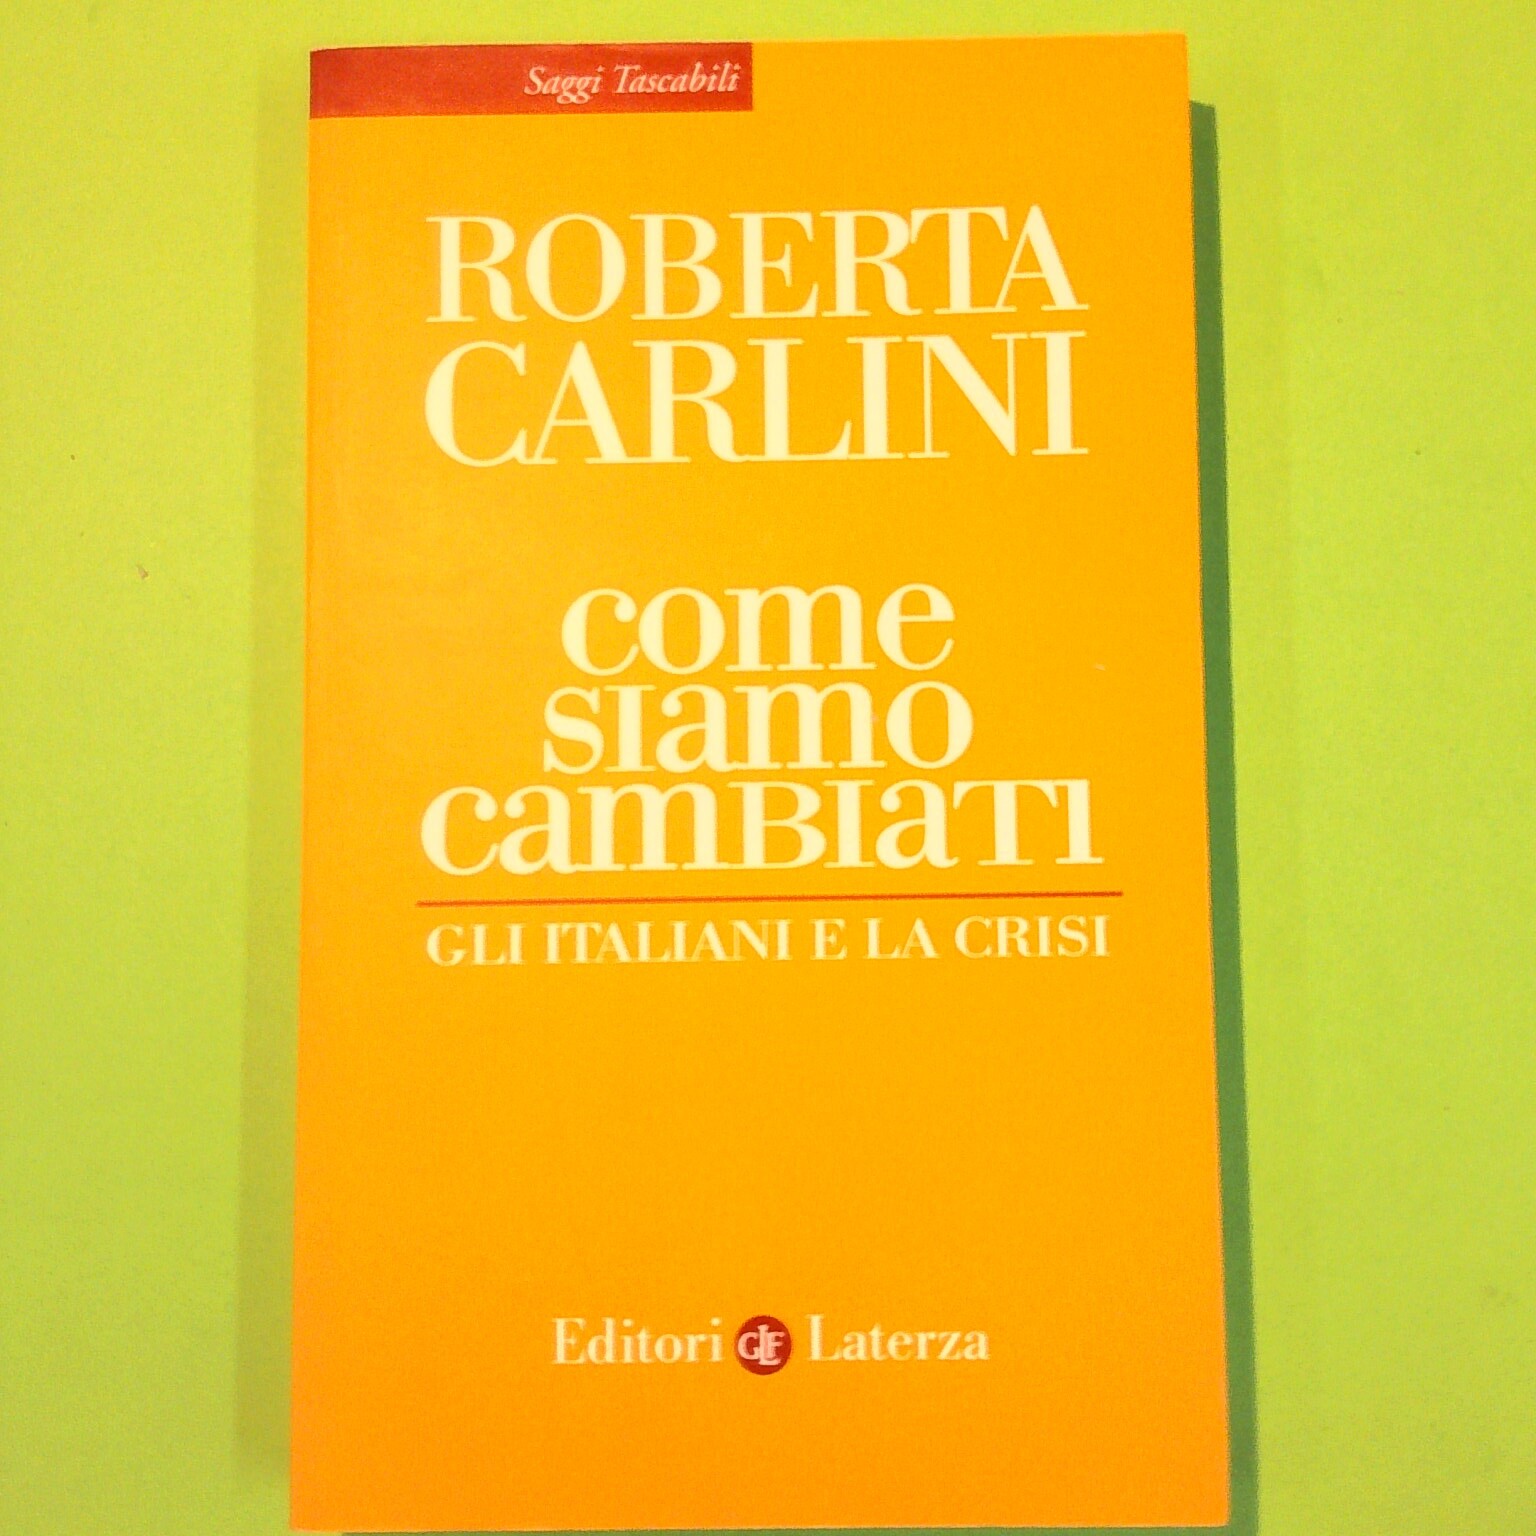 Saggi Tascabili
ROBERTA
CARLINI
come
siamo
cambiati
GLI ITALIANI E LA CRISI
Editori GLF Laterza